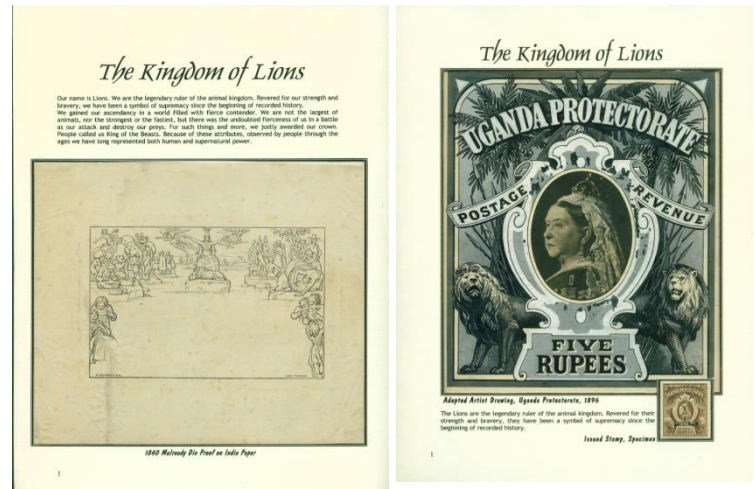 The Kingdom of Lions
Our name is Lions. We are the legendary ruler of the animal kingdom. Revered for our strength and
bravery, we have been a symbol of supremacy since the beginning of recorded history.
We gained our ascendancy in a world filled with fierce contender. We are not the largest of
animals, nor the strongest or the fastest, but there was the undoubted fierceness of us in a battle
as our attack and destroy our preys. For such things and more, we justly awarded our crown.
People called us King of the Beasts. Because of these attributes, observed by people through the
ages we have long represented both human and supernatural power.
1840 Mulready Die Proof on India Paper
1
The Kingdom of Lions
UGANDA PROTECTORATE
POSTAGE
REVENUE
FIVE
RUPEES
Adopted Artist Drawing, Uganda Protectorate, 1896
The Lions are the legendary ruler of the animal kingdom. Revered for their
strength and bravery, they have been a symbol of supremacy since the
beginning of recorded history.
Issued Stamp, Specimen
1